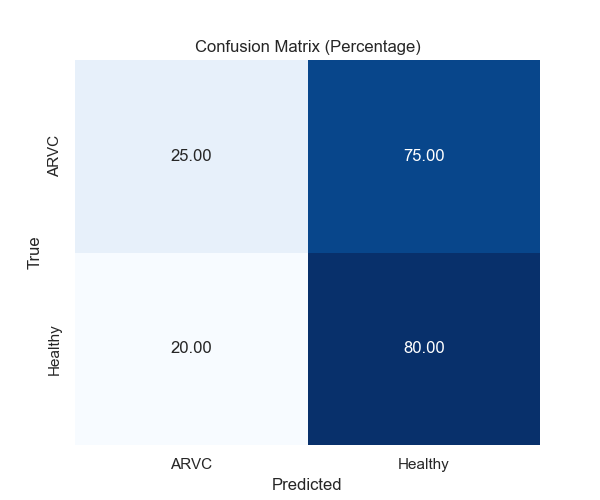 Confusion Matrix (Percentage)
ARVC
25.00
75.00
True
Healthy
20.00
80.00
ARVC
Healthy
Predicted